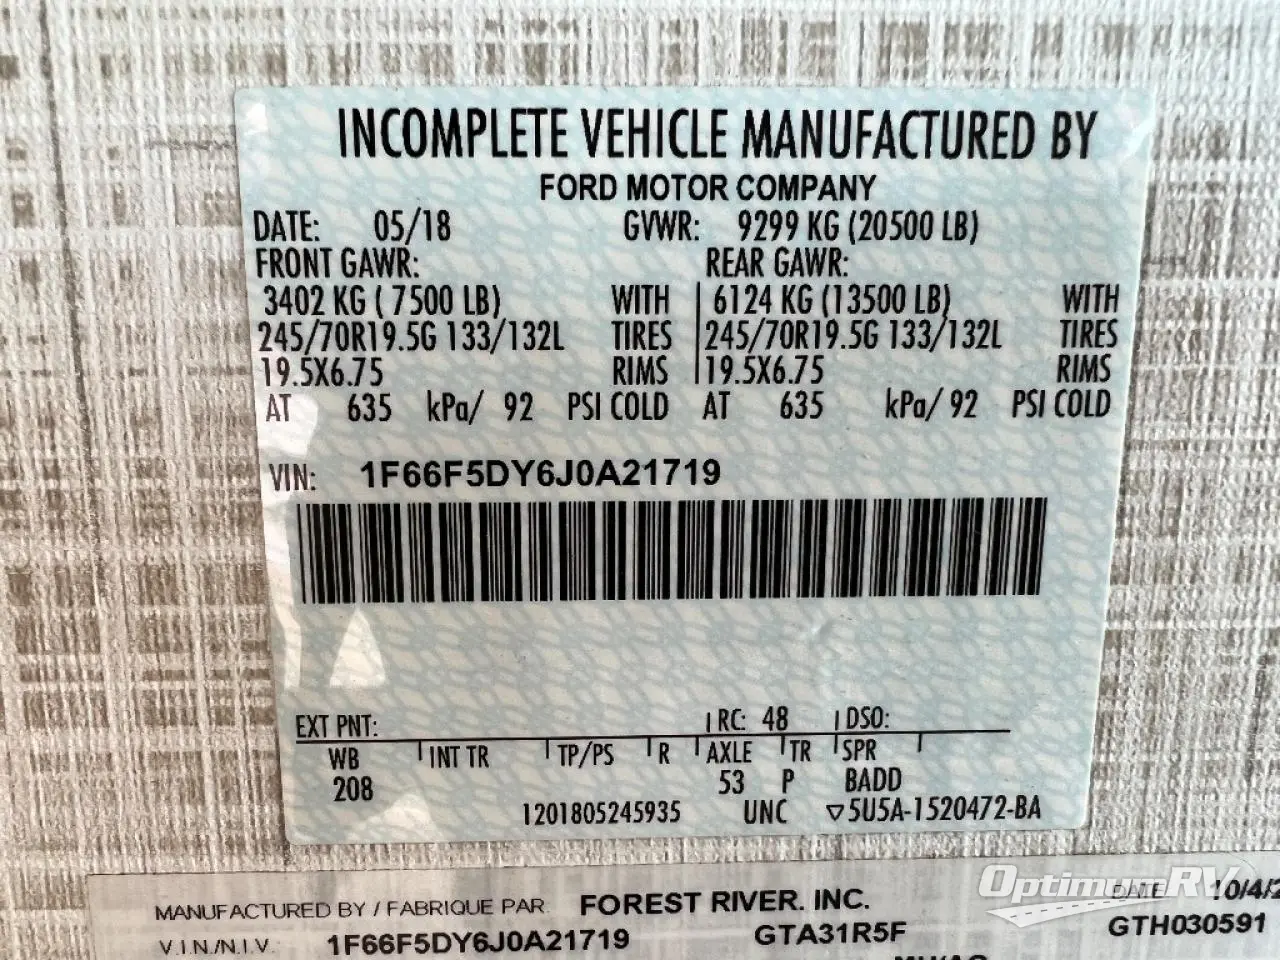 INCOMPLETE VEHICLE MANUFACTURED BY
FORD MOTOR COMPANY
DATE: 05/18 GVWR: 9299 KG (20500 LB)
FRONT GAWR: REAR GAWR:
3402 KG ( 7500 LB) WITH 6124 KG (13500 LB) WITH
245/70R19.5G 133/132L TIRES 245/70R19.5G 133/132L TIRES
19.5X6.75 RIMS 19.5X6.75 RIMS
AT 635 kPa/ 92 PSI COLD AT 635 kPa/ 92 PSI COLD
VIN: 1F66F5DY6J0A21719
EXT PNT: RC: 48 DSO:
WB INT TR TP/PS R AXLE TR SPR
208 53 P BADD
1201805245935 UNC ▽5U5A-1520472-BA
OptimumRV
MANUFACTURED BY / FABRIQUE PAR FOREST RIVER. INC. DATE 10/4/2
V.I.N./N.I.V. 1F66F5DY6J0A21719 GTA31R5F GTH030591